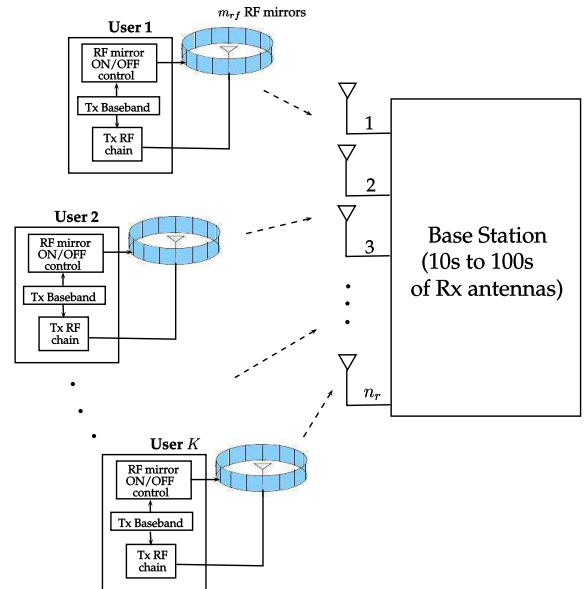 User 1
m_{rf} RF mirrors
RF mirror
ON/OFF
control
Tx Baseband
Tx RF
chain
User 2
RF mirror
ON/OFF
control
Tx Baseband
Tx RF
chain
User K
RF mirror
ON/OFF
control
Tx Baseband
Tx RF
chain
1
2
3
n_r
Base Station
(10s to 100s
of Rx antennas)